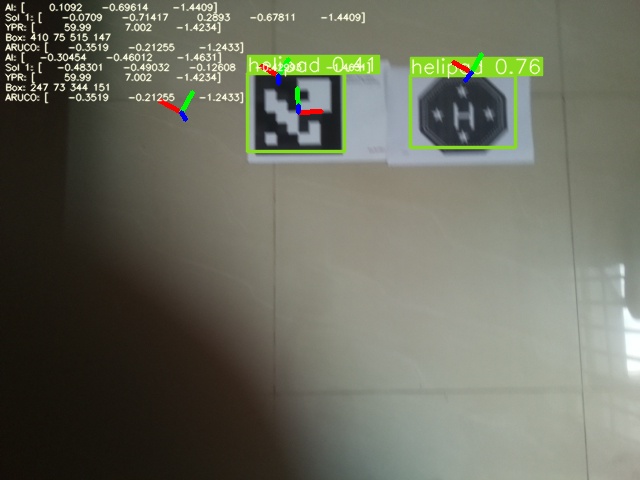 AI: [ 0.1092 -0.69614 -1.4409]
Sol 1: [ -0.0709 -0.71417 0.2893 -0.67811 -1.4409]
YPR: [ 59.99 7.002 -1.4234]
Box: 410 75 515 147
ARUCO: [ -0.3519 -0.21255 -1.2433]
AI: [ -0.30454 -0.46012 -1.4631]
Sol 1: [ -0.48301 -0.49032 -0.12608
YPR: [ 59.99 7.002 -1.4234]
Box: 247 73 344 151
ARUCO: [ -0.3519 -0.21255 -1.2433]
helipad 0.41
helipad 0.76
H